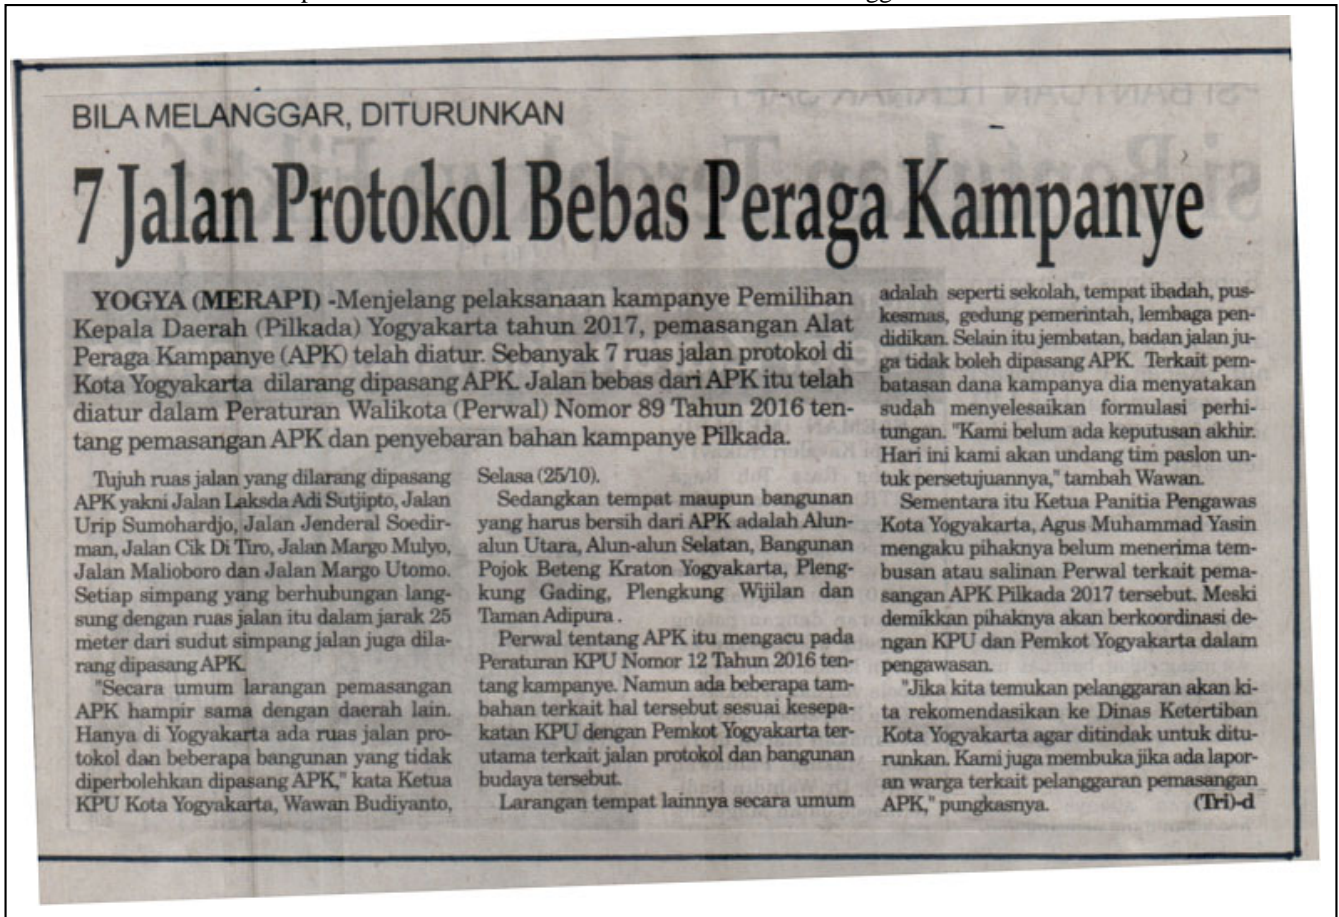 BILA MELANGGAR, DITURUNKAN
7 Jalan Protokol Bebas Peraga Kampanye
YOGYA (MERAPI) -Menjelang pelaksanaan kampanye Pemilihan
Kepala Daerah (Pilkada) Yogyakarta tahun 2017, pemasangan Alat
Peraga Kampanye (APK) telah diatur. Sebanyak 7 ruas jalan protokol di
Kota Yogyakarta dilarang dipasang APK. Jalan bebas dari APK itu telah
diatur dalam Peraturan Walikota (Perwal) Nomor 89 Tahun 2016 ten-
tang pemasangan APK dan penyebaran bahan kampanye Pilkada.
Tujuh ruas jalan yang dilarang dipasang
APK yakni Jalan Laksda Adi Sutjipto, Jalan
Urip Sumohardjo, Jalan Jenderal Soedir-
man, Jalan Cik Di Tiro, Jalan Margo Mulyo,
Jalan Malioboro dan Jalan Margo Utomo.
Setiap simpang yang berhubungan lang-
sung dengan ruas jalan itu dalam jarak 25
meter dari sudut simpang jalan juga dila-
rang dipasang APK.
"Secara umum larangan pemasangan
APK hampir sama dengan daerah lain.
Hanya di Yogyakarta ada ruas jalan pro-
tokol dan beberapa bangunan yang tidak
diperbolehkan dipasang APK," kata Ketua
KPU Kota Yogyakarta, Wawan Budiyanto,
Selasa (25/10).
Sedangkan tempat maupun bangunan
yang harus bersih dari APK adalah Alun-
alun Utara, Alun-alun Selatan, Bangunan
Pojok Beteng Kraton Yogyakarta, Pleng-
kung Gading, Plengkung Wijilan dan
Taman Adipura .
Perwal tentang APK itu mengacu pada
Peraturan KPU Nomor 12 Tahun 2016 ten-
tang kampanye. Namun ada beberapa tam-
bahan terkait hal tersebut sesuai kesepa-
katan KPU dengan Pemkot Yogyakarta ter-
utama terkait jalan protokol dan bangunan
budaya tersebut.
Larangan tempat lainnya secara umum
adalah seperti sekolah, tempat ibadah, pus-
kesmas, gedung pemerintah, lembaga pen-
didikan. Selain itu jembatan, badan jalan ju-
ga tidak boleh dipasang APK. Terkait pem-
batasan dana kampanya dia menyatakan
sudah menyelesaikan formulasi perhi-
tungan. "Kami belum ada keputusan akhir.
Hari ini kami akan undang tim paslon un-
tuk persetujuannya," tambah Wawan.
Sementara itu Ketua Panitia Pengawas
Kota Yogyakarta, Agus Muhammad Yasin
mengaku pihaknya belum menerima tem-
busan atau salinan Perwal terkait pema-
sangan APK Pilkada 2017 tersebut. Meski
demikkan pihaknya akan berkoordinasi de-
ngan KPU dan Pemkot Yogyakarta dalam
pengawasan.
"Jika kita temukan pelanggaran akan ki-
ta rekomendasikan ke Dinas Ketertiban
Kota Yogyakarta agar ditindak untuk ditu-
runkan. Kami juga membuka jika ada lapor-
an warga terkait pelanggaran pemasangan
APK," pungkasnya. (Tri)-d